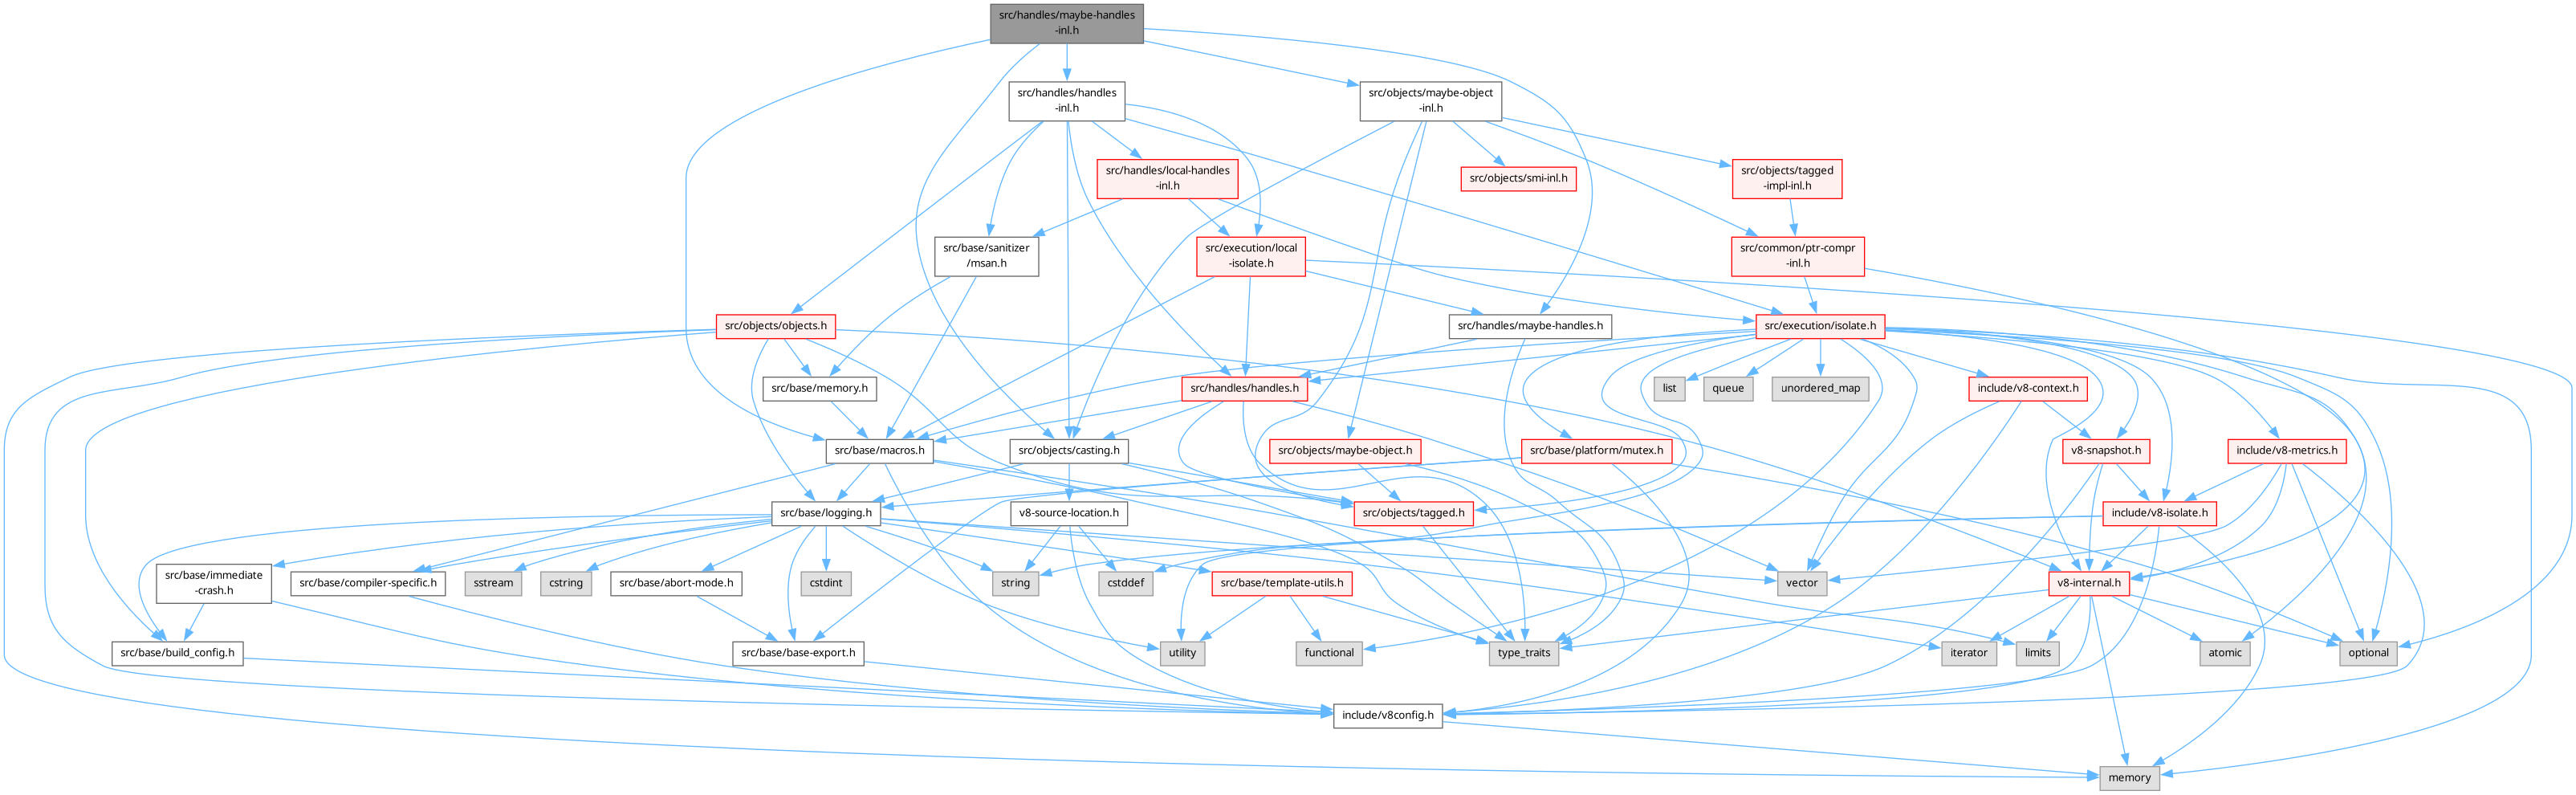 src/handles/maybe-handles
-inl.h
src/handles/handles
-inl.h
src/objects/maybe-object
-inl.h
src/handles/local-handles
-inl.h
src/objects/smi-inl.h
src/objects/tagged
-impl-inl.h
src/base/sanitizer
/msan.h
src/execution/local
-isolate.h
src/common/ptr-compr
-inl.h
src/objects/objects.h
src/handles/maybe-handles.h
src/execution/isolate.h
src/base/memory.h
src/handles/handles.h
list
queue
unordered_map
include/v8-context.h
src/base/macros.h
src/objects/casting.h
src/objects/maybe-object.h
src/base/platform/mutex.h
v8-snapshot.h
include/v8-metrics.h
src/base/logging.h
v8-source-location.h
src/objects/tagged.h
include/v8-isolate.h
src/base/immediate
-crash.h
src/base/compiler-specific.h
sstream
cstring
src/base/abort-mode.h
cstdint
string
cstddef
src/base/template-utils.h
vector
v8-internal.h
src/base/build_config.h
src/base/base-export.h
utility
functional
type_traits
iterator
limits
atomic
optional
include/v8config.h
memory